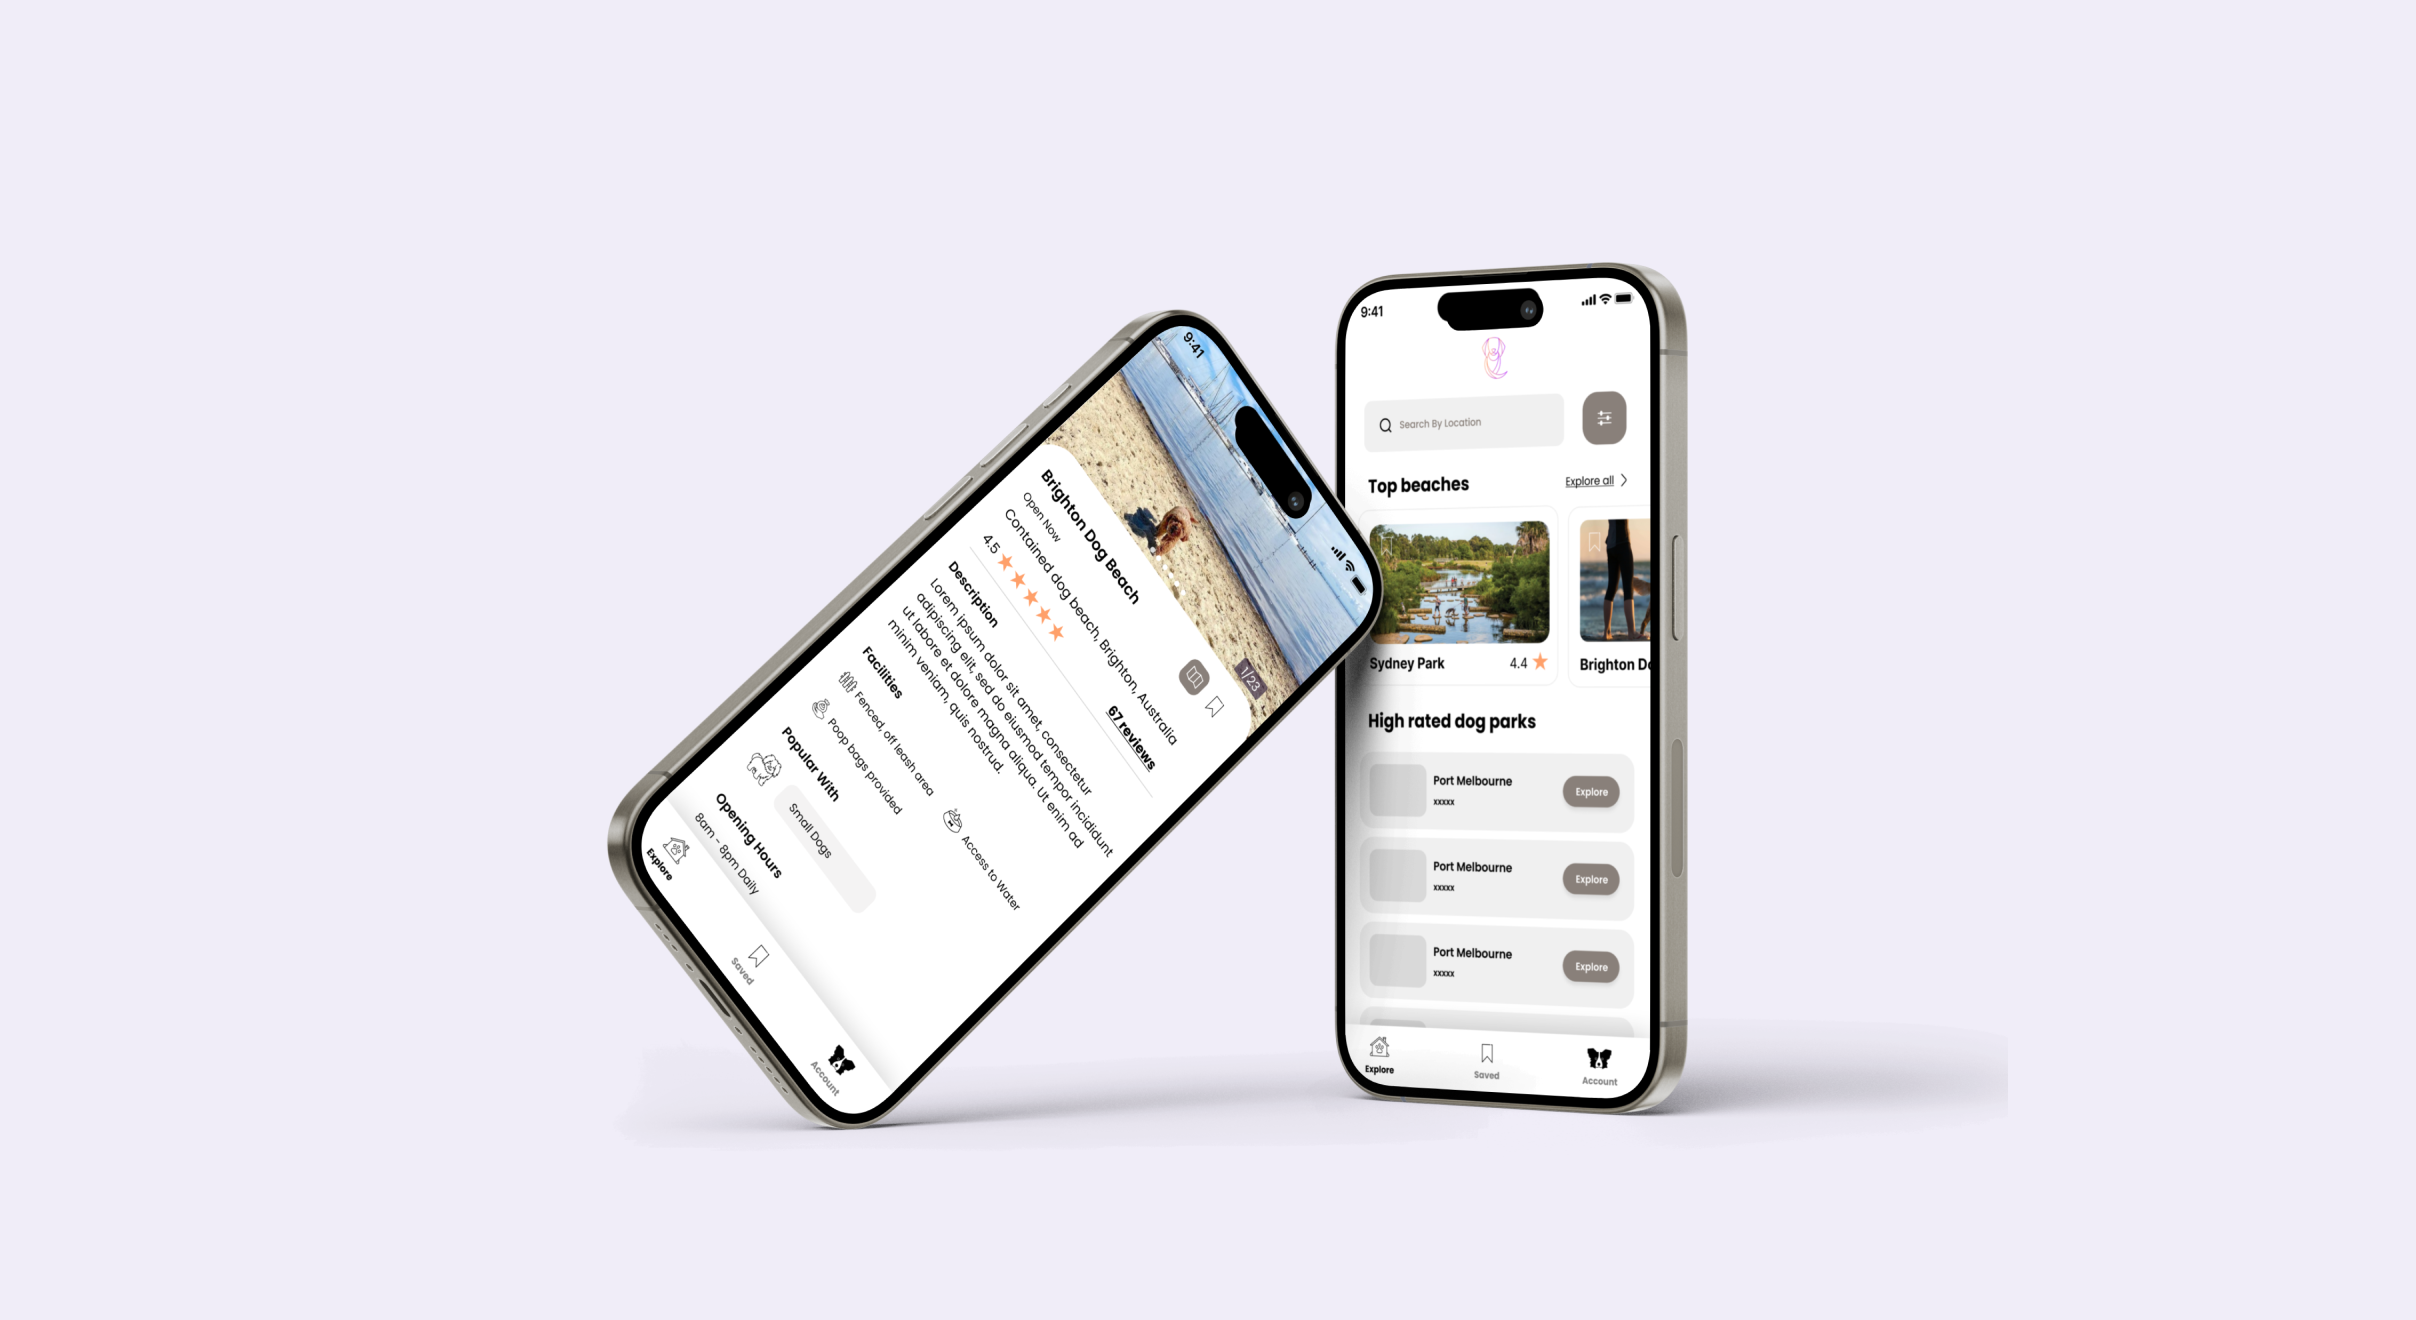 9:41
1/23
Brighton Dog Beach
Open Now
Contained dog beach, Brighton, Australia
4.5
67 reviews
Description
Lorem ipsum dolor sit amet, consectetur
adipiscing elit, sed do eiusmod tempor incididunt
ut labore et dolore magna aliqua. Ut enim ad
minim veniam, quis nostrud.
Facilities
Fenced, off leash area
Access to Water
Poop bags provided
Popular With
Small Dogs
Opening Hours
8am - 8pm Daily
Explore
Saved
Account
9:41
Search By Location
Top beaches
Explore all
Sydney Park
4.4
Brighton Do
High rated dog parks
Port Melbourne
xxxxx
Explore
Port Melbourne
xxxxx
Explore
Port Melbourne
xxxxx
Explore
Explore
Saved
Account